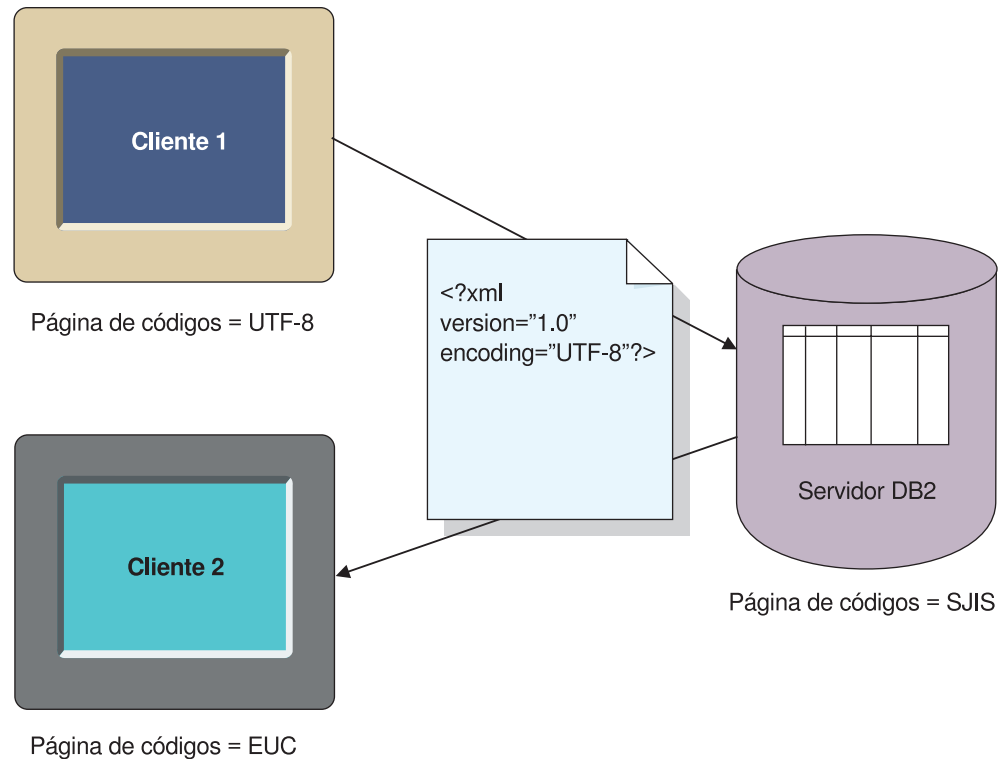 Cliente 1
Página de códigos = UTF-8
<?xml
version=”1.0”
encoding=”UTF-8”?>
Servidor DB2
Página de códigos = SJIS
Cliente 2
Página de códigos = EUC